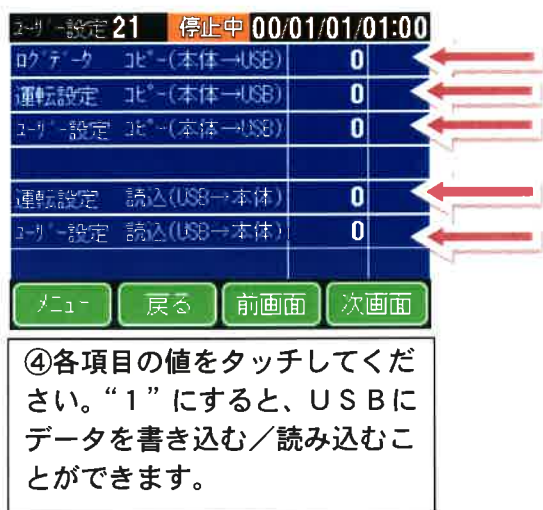 ﾕｰｻﾞｰ設定 21 停止中 00/01/01/01:00
ﾛｸﾞﾃﾞｰﾀ ｺﾋﾟｰ(本体→USB) 0
運転設定 ｺﾋﾟｰ(本体→USB) 0
ﾕｰｻﾞｰ設定 ｺﾋﾟｰ(本体→USB) 0
運転設定 読込(USB→本体) 0
ﾕｰｻﾞｰ設定 読込(USB→本体) 0
ﾒﾆｭｰ 戻る 前画面 次画面
④各項目の値をタッチしてくだ
さい。“１”にすると、ＵＳＢに
データを書き込む／読み込むこ
とができます。